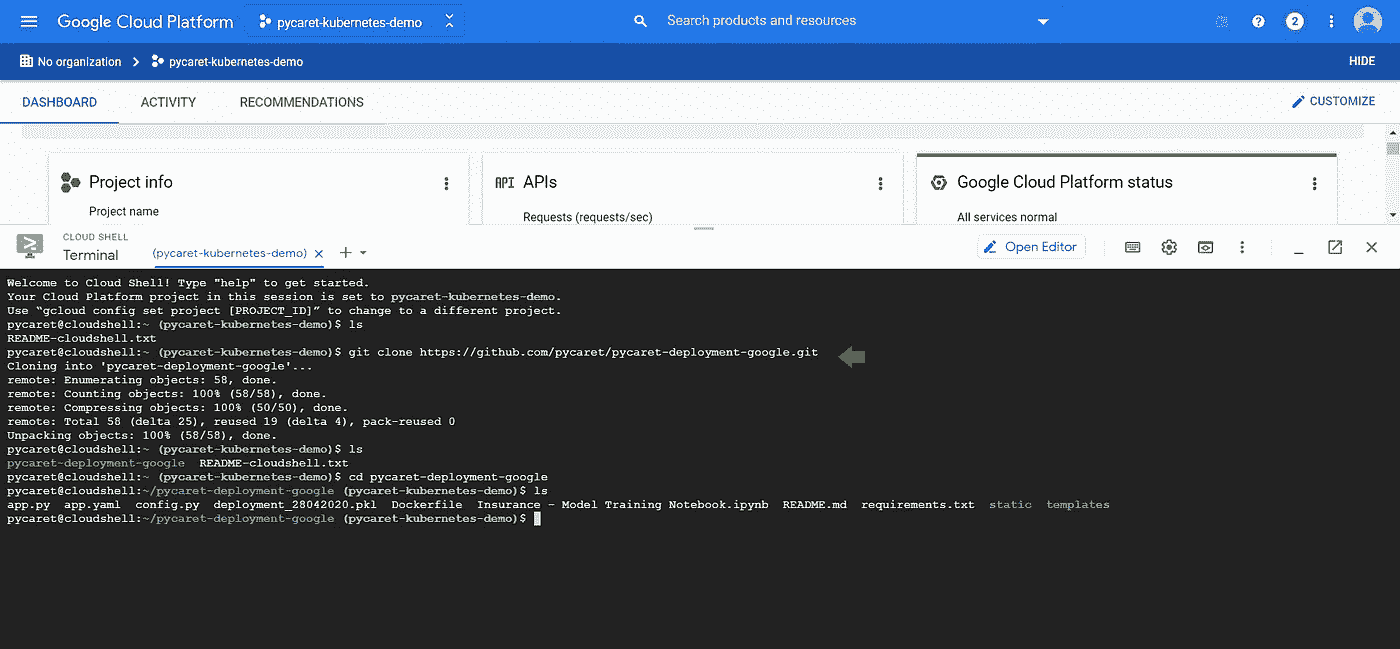 Google Cloud Platform pycaret-kubernetes-demo Search products and resources 2
No organization pycaret-kubernetes-demo HIDE
DASHBOARD ACTIVITY RECOMMENDATIONS CUSTOMIZE
Project info API APIs Google Cloud Platform status
Project name Requests (requests/sec) All services normal
CLOUD SHELL
Terminal (pycaret-kubernetes-demo) Open Editor
Welcome to Cloud Shell! Type "help" to get started.
Your Cloud Platform project in this session is set to pycaret-kubernetes-demo.
Use “gcloud config set project [PROJECT_ID]” to change to a different project.
pycaret@cloudshell:~ (pycaret-kubernetes-demo)$ ls
README-cloudshell.txt
pycaret@cloudshell:~ (pycaret-kubernetes-demo)$ git clone https://github.com/pycaret/pycaret-deployment-google.git
Cloning into 'pycaret-deployment-google'...
remote: Enumerating objects: 58, done.
remote: Counting objects: 100% (58/58), done.
remote: Compressing objects: 100% (50/50), done.
remote: Total 58 (delta 25), reused 19 (delta 4), pack-reused 0
Unpacking objects: 100% (58/58), done.
pycaret@cloudshell:~ (pycaret-kubernetes-demo)$ ls
pycaret-deployment-google README-cloudshell.txt
pycaret@cloudshell:~ (pycaret-kubernetes-demo)$ cd pycaret-deployment-google
pycaret@cloudshell:~/pycaret-deployment-google (pycaret-kubernetes-demo)$ ls
app.py app.yaml config.py deployment_28042020.pkl Dockerfile Insurance - Model Training Notebook.ipynb README.md requirements.txt static templates
pycaret@cloudshell:~/pycaret-deployment-google (pycaret-kubernetes-demo)$